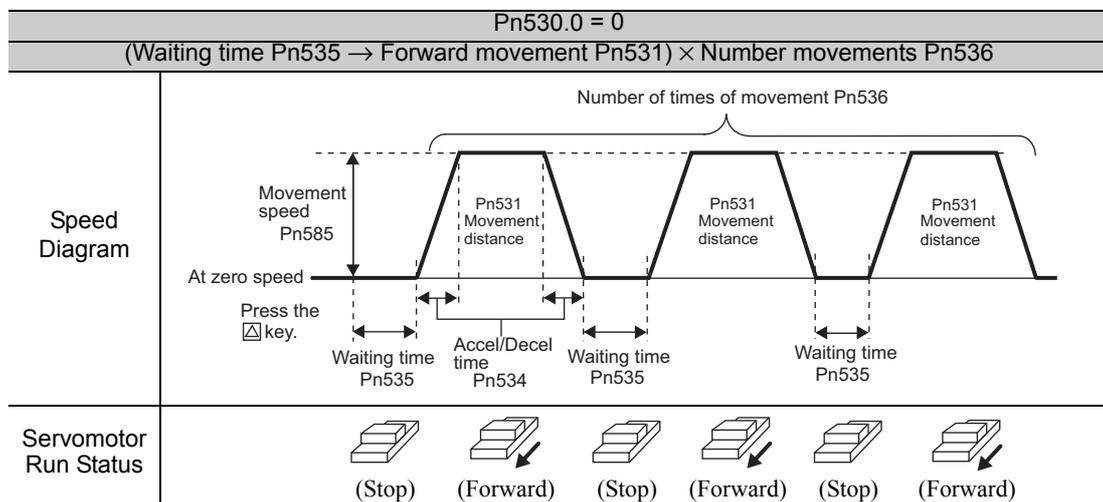 Pn530.0 = 0
(Waiting time Pn535 → Forward movement Pn531) × Number movements Pn536
Speed
Diagram
Number of times of movement Pn536
Movement
speed
Pn585
Pn531
Movement
distance
Pn531
Movement
distance
Pn531
Movement
distance
At zero speed
Press the
△ key.
Waiting time
Pn535
Accel/Decel
time
Pn534
Waiting time
Pn535
Waiting time
Pn535
Servomotor
Run Status
(Stop) (Forward) (Stop) (Forward) (Stop) (Forward)